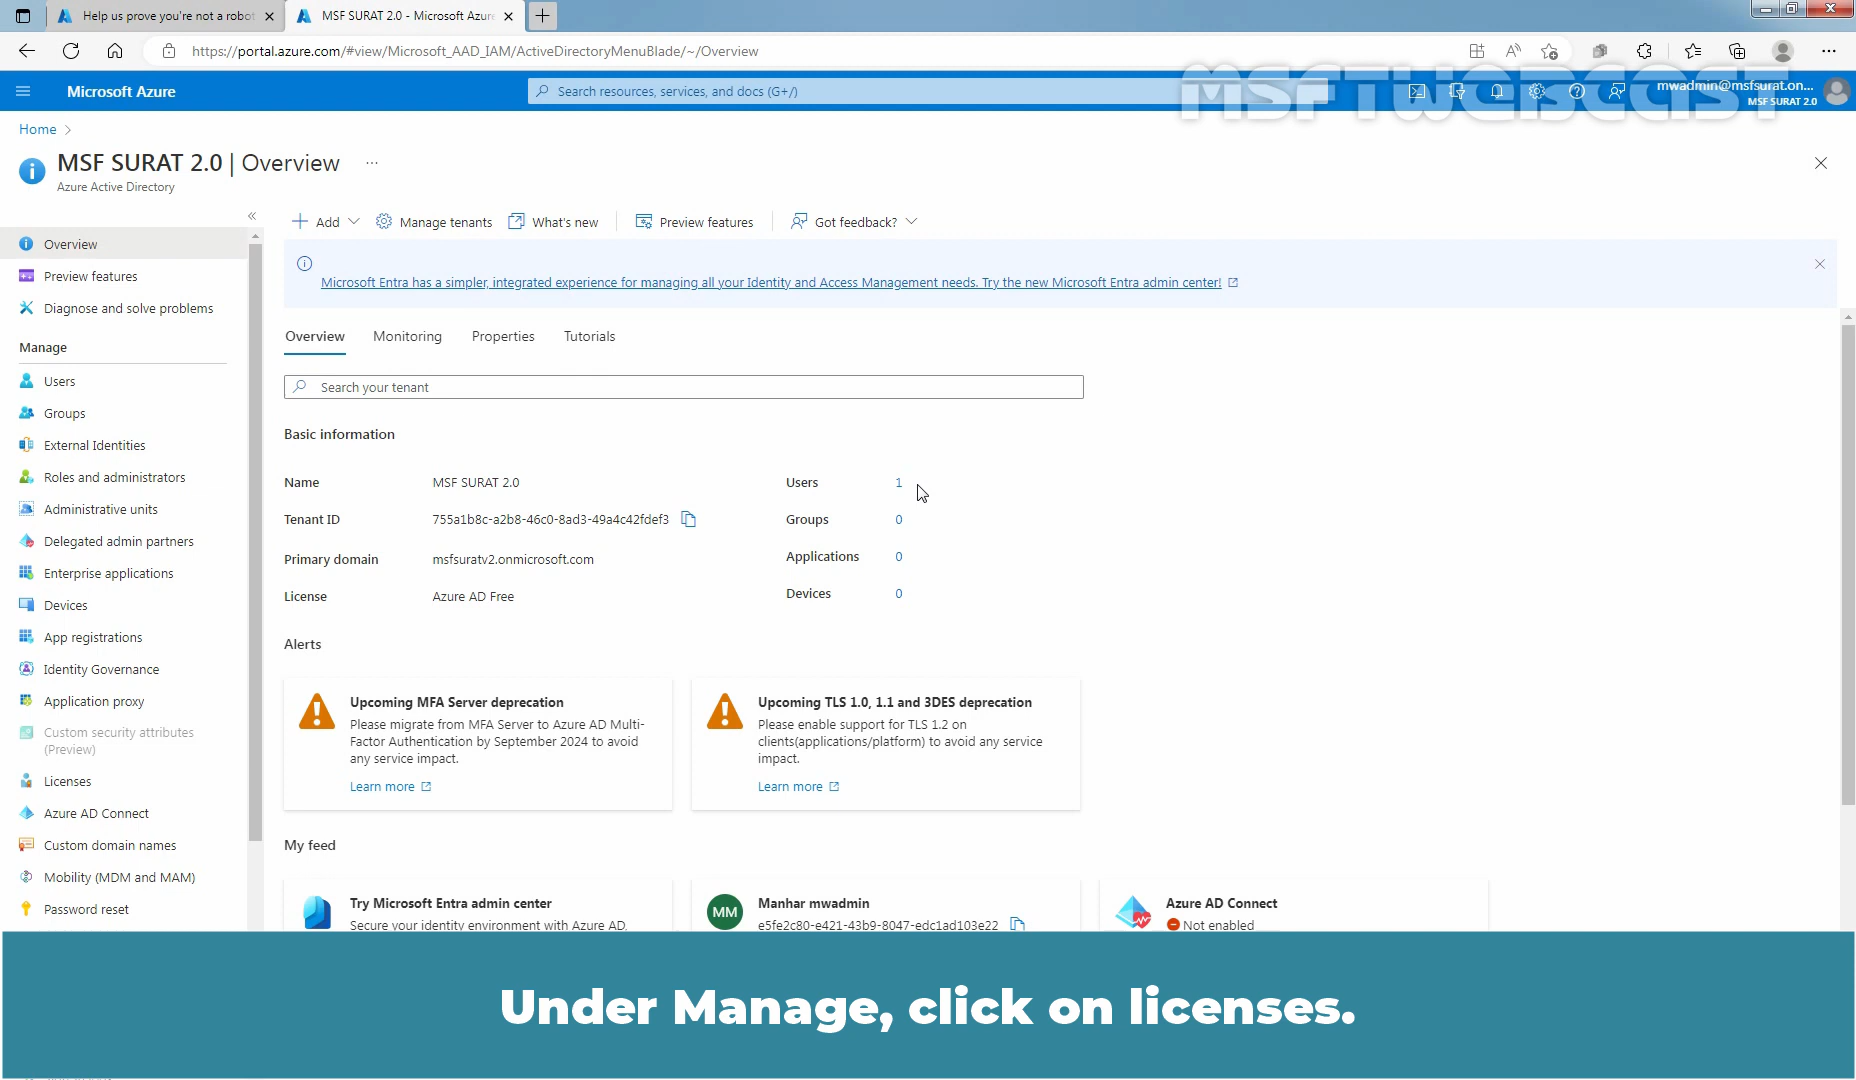 Help us prove you're not a robot
MSF SURAT 2.0 - Microsoft Azure
https://portal.azure.com/#view/Microsoft_AAD_IAM/ActiveDirectoryMenuBlade/~/Overview
Microsoft Azure
Search resources, services, and docs (G+/)
MSFTWEBCAST
mwadmin@msfsurat.on...
MSF SURAT 2.0
Home
MSF SURAT 2.0 | Overview
...
Azure Active Directory
Add
Manage tenants
What's new
Preview features
Got feedback?
Microsoft Entra has a simpler, integrated experience for managing all your Identity and Access Management needs. Try the new Microsoft Entra admin center!
Overview
Preview features
Diagnose and solve problems
Manage
Users
Groups
External Identities
Roles and administrators
Administrative units
Delegated admin partners
Enterprise applications
Devices
App registrations
Identity Governance
Application proxy
Custom security attributes
(Preview)
Licenses
Azure AD Connect
Custom domain names
Mobility (MDM and MAM)
Password reset
Overview
Monitoring
Properties
Tutorials
Search your tenant
Basic information
Name MSF SURAT 2.0
Tenant ID 755a1b8c-a2b8-46c0-8ad3-49a4c42fdef3
Primary domain msfsuratv2.onmicrosoft.com
License Azure AD Free
Users 1
Groups 0
Applications 0
Devices 0
Alerts
Upcoming MFA Server deprecation
Please migrate from MFA Server to Azure AD Multi-
Factor Authentication by September 2024 to avoid
any service impact.
Learn more
Upcoming TLS 1.0, 1.1 and 3DES deprecation
Please enable support for TLS 1.2 on
clients(applications/platform) to avoid any service
impact.
Learn more
My feed
Try Microsoft Entra admin center
Secure your identity environment with Azure AD,
MM
Manhar mwadmin
e5fe2c80-e421-43b9-8047-edc1ad103e22
Azure AD Connect
Not enabled
Under Manage, click on licenses.